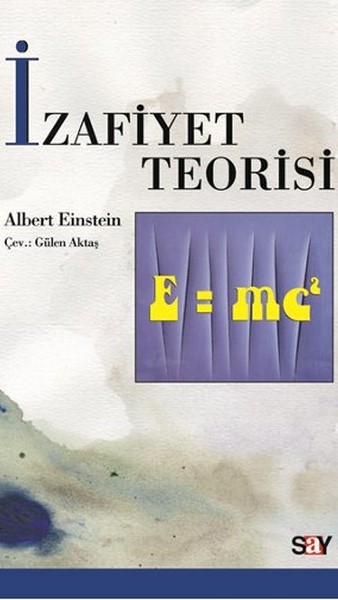 İZAFİYET
TEORİSİ
Albert Einstein
Çev.: Gülen Aktaş
E = mc²
SAY